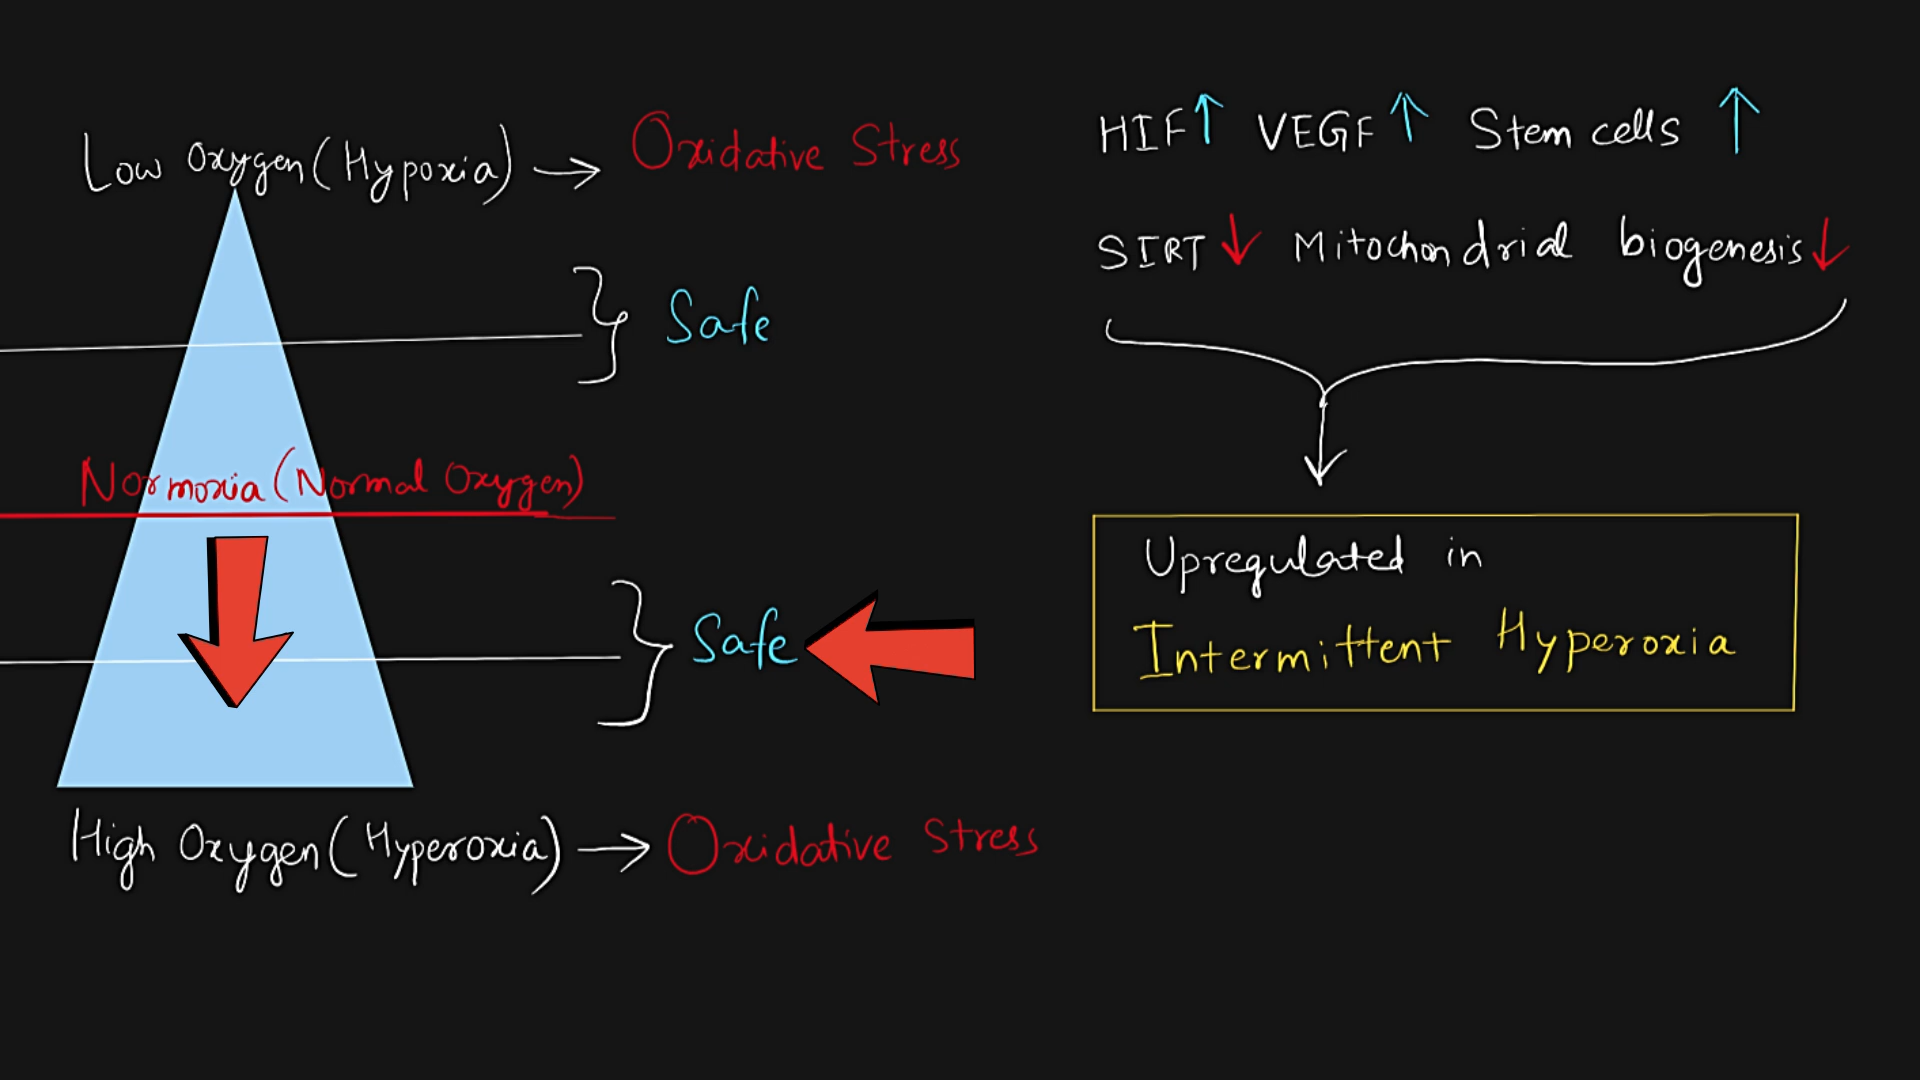 Low Oxygen (Hypoxia) → Oxidative Stress
Safe
Normoxia (Normal Oxygen)
Safe
High Oxygen (Hyperoxia) → Oxidative Stress
HIF↑ VEGF↑ Stem cells ↑
SIRT↓ Mitochondrial biogenesis↓
Upregulated in
Intermittent Hyperoxia